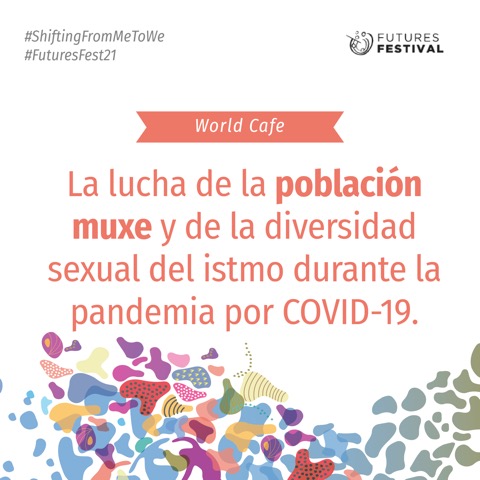 #ShiftingFromMeToWe
#FuturesFest21
FUTURES
FESTIVAL
World Cafe
La lucha de la población
muxe y de la diversidad
sexual del istmo durante la
pandemia por COVID-19.